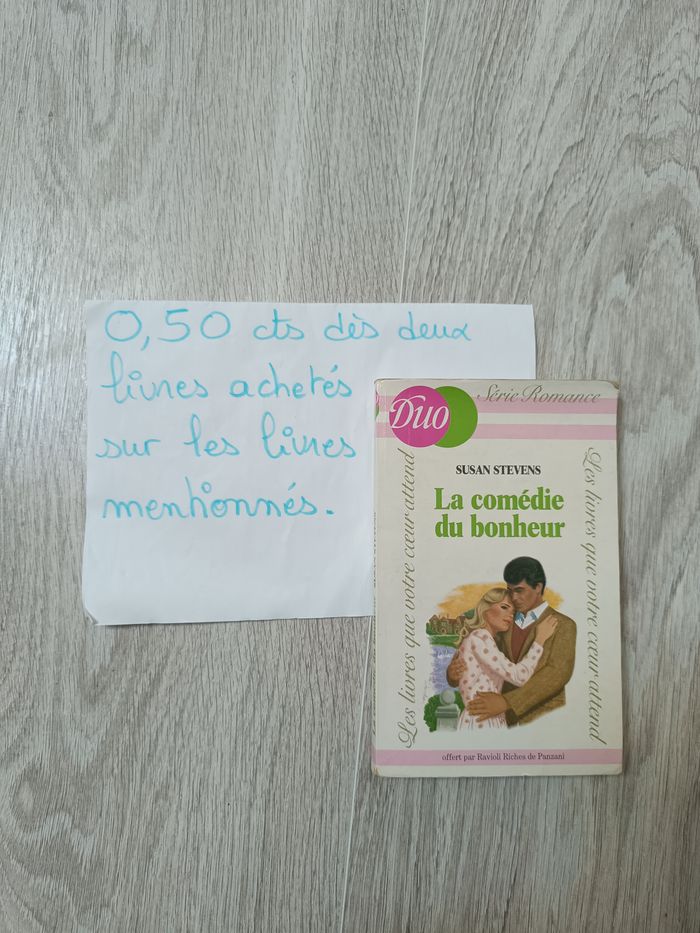 0,50 cts dès deux
livres achetés
sur les livres
mentionnés.
Duo
Série Romance
SUSAN STEVENS
La comédie
du bonheur
Les livres que votre cœur attend
Les livres que votre cœur attend
offert par Ravioli Riches de Panzani